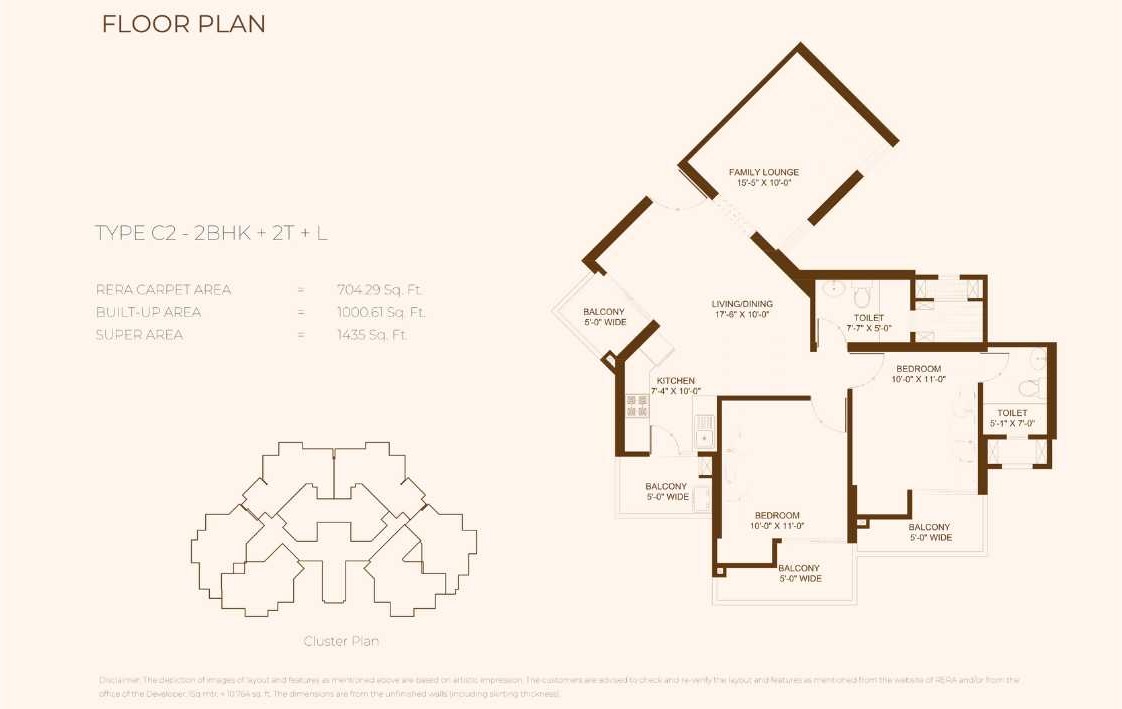 FLOOR PLAN
TYPE C2 - 2BHK + 2T + L
RERA CARPET AREA = 704.29 Sq. Ft.
BUILT-UP AREA = 1000.61 Sq. Ft.
SUPER AREA = 1435 Sq. Ft.
FAMILY LOUNGE
15'-5" X 10'-0"
BALCONY
5'-0" WIDE
LIVING/DINING
17'-6" X 10'-0"
TOILET
7'-7" X 5'-0"
KITCHEN
7'-4" X 10'-0"
BEDROOM
10'-0" X 11'-0"
TOILET
5'-1" X 7'-0"
BALCONY
5'-0" WIDE
BEDROOM
10'-0" X 11'-0"
BALCONY
5'-0" WIDE
BALCONY
5'-0" WIDE
Cluster Plan
Disclaimer: The depiction of images of layout and features as mentioned above are based on artistic impression. The customers are advised to check and re-verify the layout and features as mentioned from the website of RERA and/or from the
office of the Developer. 1Sq mtr. = 10.764 sq. ft. The dimensions are from the unfinished walls (including skirting thickness).